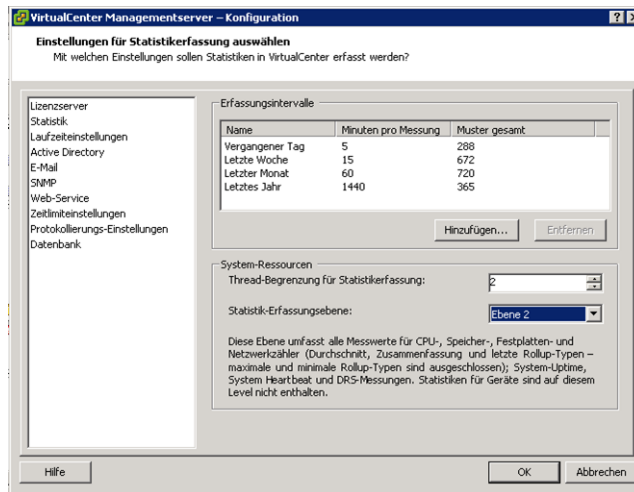 VirtualCenter Managementserver – Konfiguration
Einstellungen für Statistikerfassung auswählen
Mit welchen Einstellungen sollen Statistiken in VirtualCenter erfasst werden?
Lizenzserver
Statistik
Laufzeiteinstellungen
Active Directory
E-Mail
SNMP
Web-Service
Zeitlimiteinstellungen
Protokollierungs-Einstellungen
Datenbank
Erfassungsintervalle
Name Minuten pro Messung Muster gesamt
Vergangener Tag 5 288
Letzte Woche 15 672
Letzter Monat 60 720
Letztes Jahr 1440 365
Hinzufügen... Entfernen
System-Ressourcen
Thread-Begrenzung für Statistikerfassung: 2
Statistik-Erfassungsebene: Ebene 2
Diese Ebene umfasst alle Messwerte für CPU-, Speicher-, Festplatten- und
Netzwerkzähler (Durchschnitt, Zusammenfassung und letzte Rollup-Typen –
maximale und minimale Rollup-Typen sind ausgeschlossen); System-Uptime,
System Heartbeat und DRS-Messungen. Statistiken für Geräte sind auf diesem
Level nicht enthalten.
Hilfe OK Abbrechen